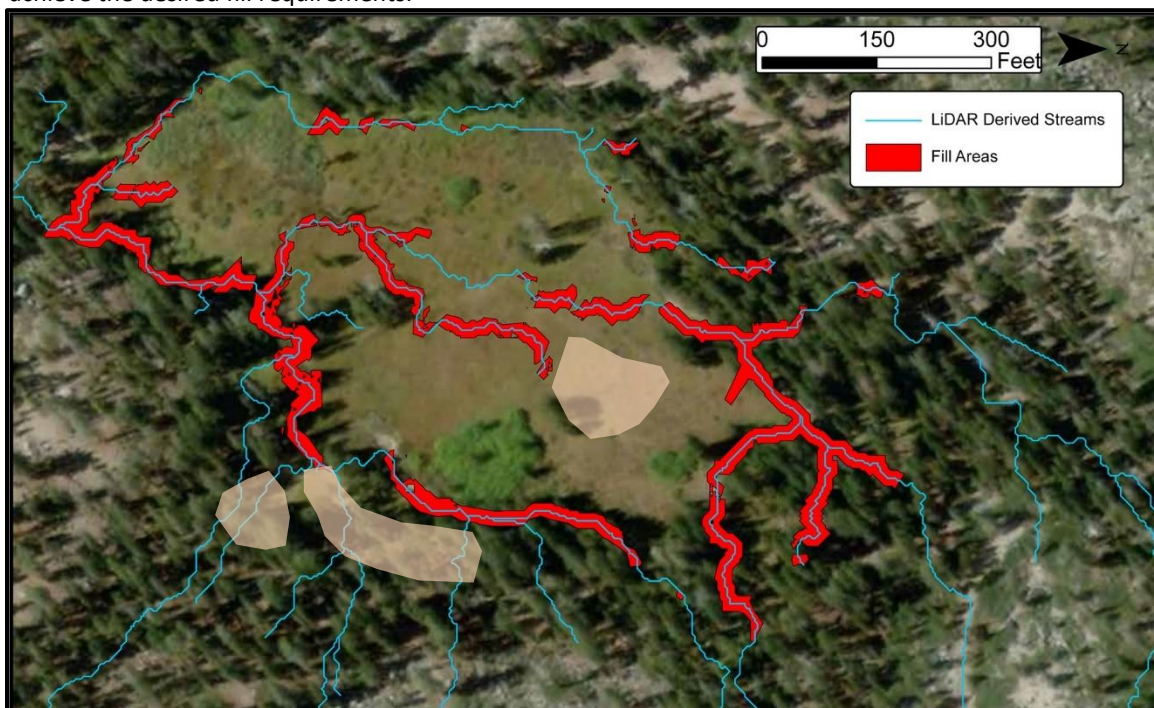 achieve the desired fill requirements.
0 150 300
Feet
N
LiDAR Derived Streams
Fill Areas